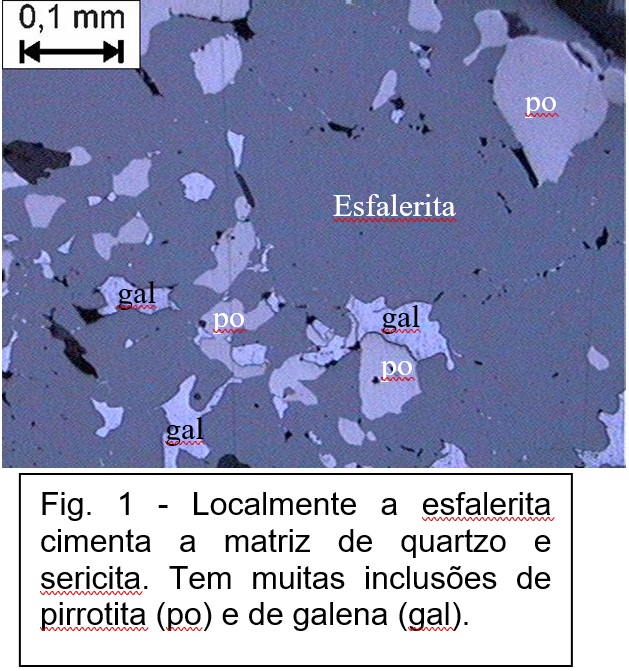 0,1 mm
po
Esfalerita
gal
po
gal
po
gal
Fig. 1 - Localmente a esfalerita
cimenta a matriz de quartzo e
sericita. Tem muitas inclusões de
pirrotita (po) e de galena (gal).